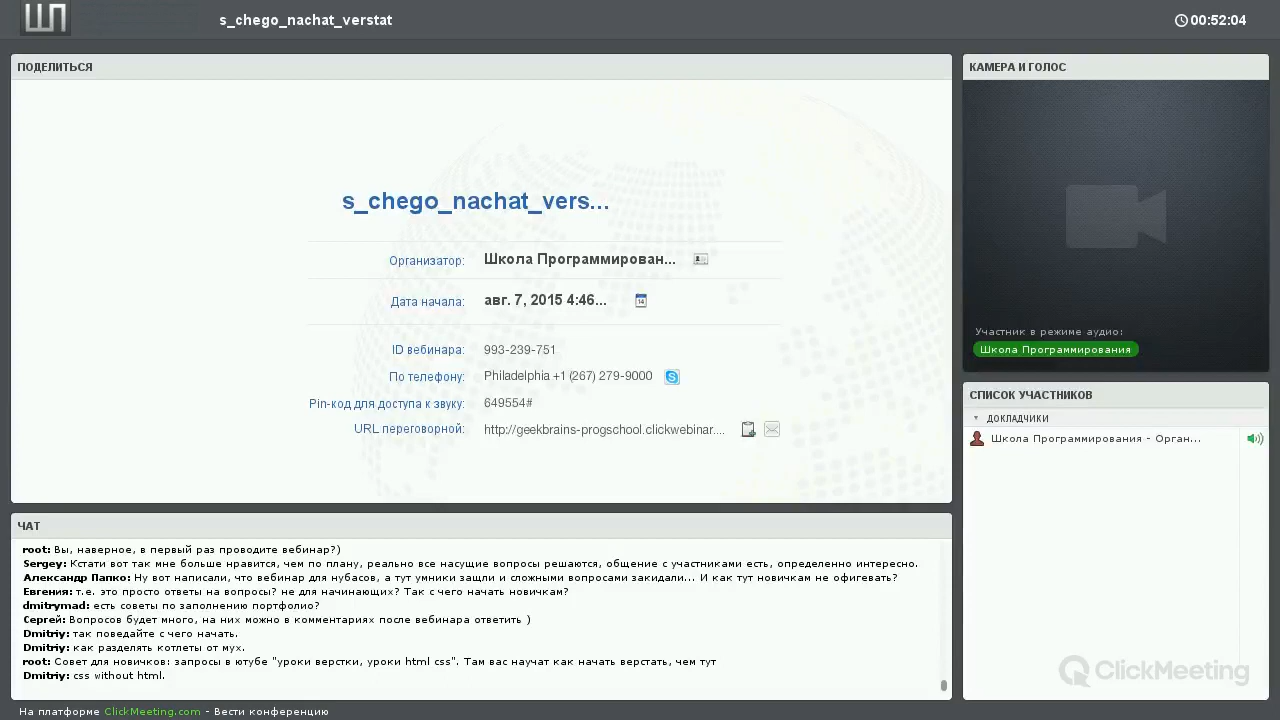 ШП
s_chego_nachat_verstat
00:52:04
ПОДЕЛИТЬСЯ
s_chego_nachat_vers...
Организатор: Школа Программирован...
Дата начала: авг. 7, 2015 4:46...
14
ID вебинара: 993-239-751
По телефону: Philadelphia +1 (267) 279-9000
Pin-код для доступа к звуку: 649554#
URL переговорной: http://geekbrains-progschool.clickwebinar....
КАМЕРА И ГОЛОС
Участник в режиме аудио:
Школа Программирования
СПИСОК УЧАСТНИКОВ
ДОКЛАДЧИКИ
Школа Программирования - Орган...
ClickMeeting
ЧАТ
root: Вы, наверное, в первый раз проводите вебинар?)
Sergey: Кстати вот так мне больше нравится, чем по плану, реально все насущие вопросы решаются, общение с участниками есть, определенно интересно.
Александр Папко: Ну вот написали, что вебинар для нубасов, а тут умники зашли и сложными вопросами закидали... И как тут новичкам не офигевать?
Евгения: т.е. это просто ответы на вопросы? не для начинающих? Так с чего начать новичкам?
dmitrymad: есть советы по заполнению портфолио?
Сергей: Вопросов будет много, на них можно в комментариях после вебинара ответить )
Dmitriy: так поведайте с чего начать.
Dmitriy: как разделять котлеты от мух.
root: Совет для новичков: запросы в ютубе "уроки верстки, уроки html css". Там вас научат как начать верстать, чем тут
Dmitriy: css without html.
На платформе ClickMeeting.com - Вести конференцию